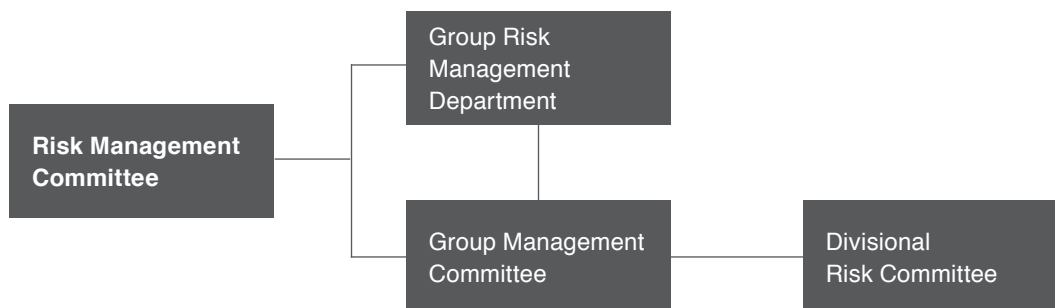 Group Risk
Management
Department
Risk Management
Committee
Group Management
Committee
Divisional
Risk Committee